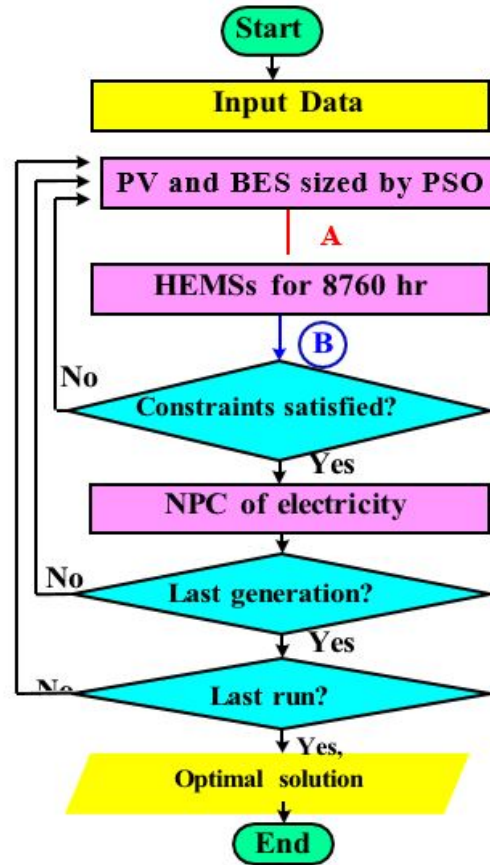 Start
Input Data
PV and BES sized by PSO
A
HEMSs for 8760 hr
B
No
Constraints satisfied?
Yes
NPC of electricity
No
Last generation?
Yes
No
Last run?
Yes,
Optimal solution
End